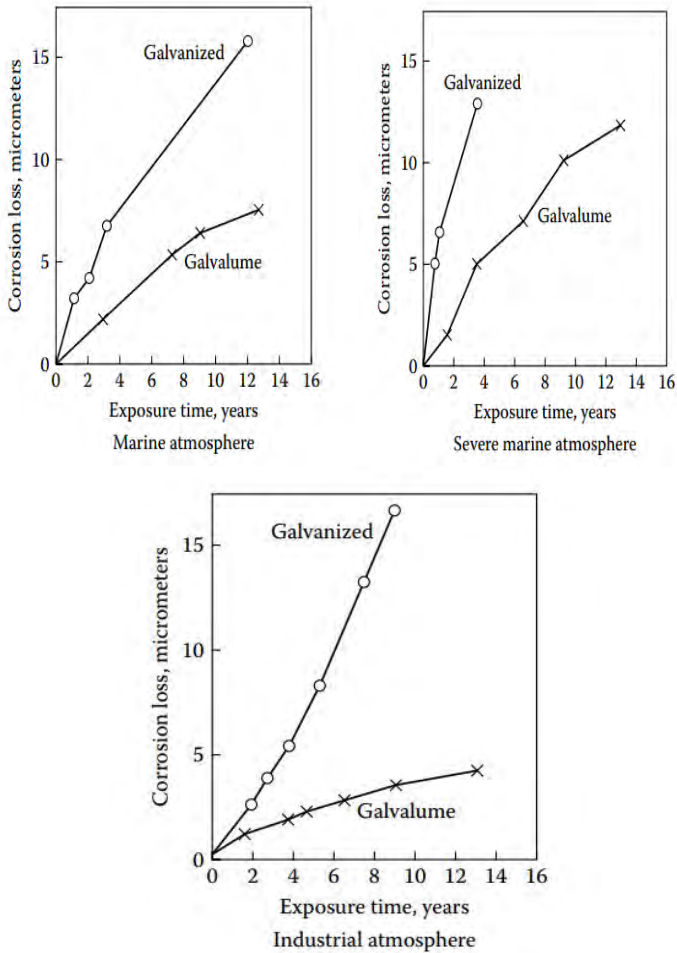 Corrosion loss, micrometers
15
10
5
0
Galvanized
Galvalume
0 2 4 6 8 10 12 14 16
Exposure time, years
Marine atmosphere
Corrosion loss, micrometers
15
10
5
0
Galvanized
Galvalume
0 2 4 6 8 10 12 14 16
Exposure time, years
Severe marine atmosphere
Corrosion loss, micrometers
15
10
5
0
Galvanized
Galvalume
0 2 4 6 8 10 12 14 16
Exposure time, years
Industrial atmosphere